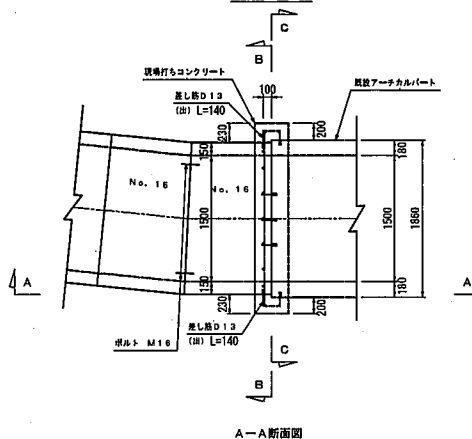 C
B
現場打ちコンクリート
100
既設アーチカルバート
差し筋D13
(出) L=140
230
200
150
180
No. 16
No. 16
1500
1500
1860
A
A
150
180
230
200
差し筋D13
(出) L=140
ボルト M16
C
B
A-A断面図